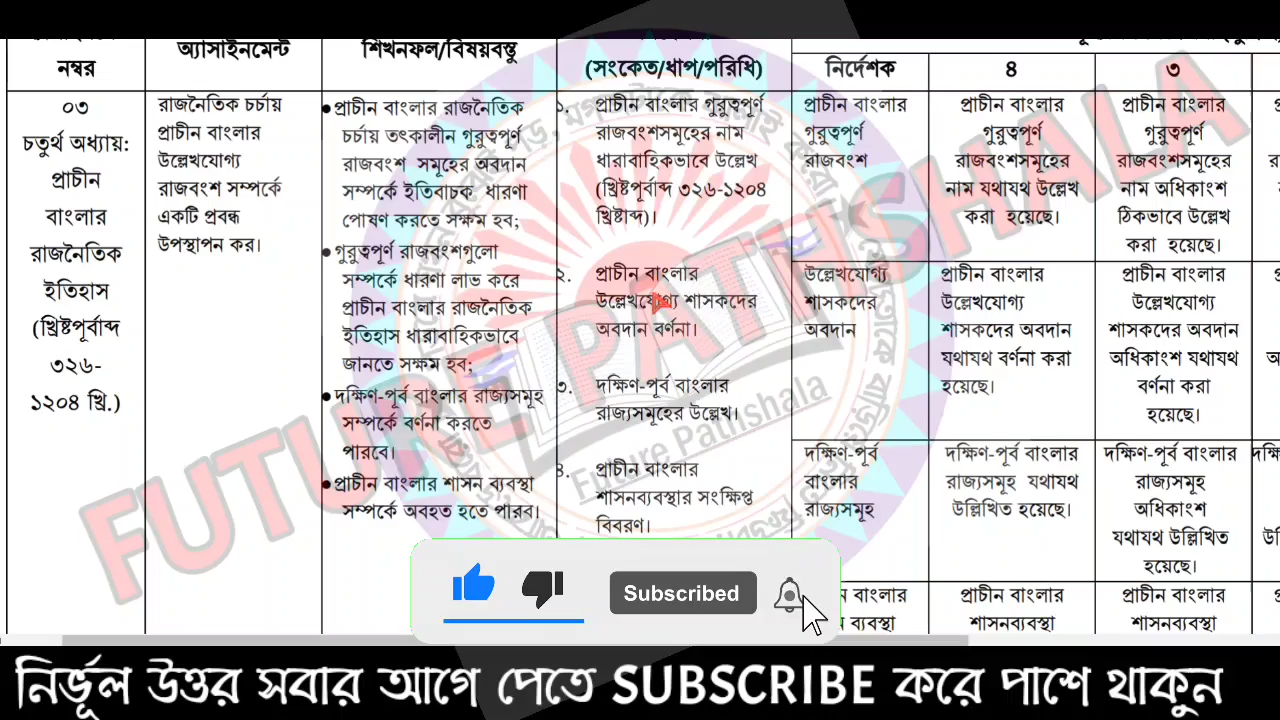 অ্যাসাইনমেন্ট
নম্বর
শিখনফল/বিষয়বস্তু
(সংকেত/ধাপ/পরিধি)
নির্দেশক
৪
৩
০৩
চতুর্থ অধ্যায়:
প্রাচীন
বাংলার
রাজনৈতিক
ইতিহাস
(খ্রিষ্টপূর্বাব্দ
৩২৬-
১২০৪ খ্রি.)
রাজনৈতিক চর্চায়
প্রাচীন বাংলার
উল্লেখযোগ্য
রাজবংশ সম্পর্কে
একটি প্রবন্ধ
উপস্থাপন কর।
● প্রাচীন বাংলার রাজনৈতিক
চর্চায় তৎকালীন গুরুত্বপূর্ণ
রাজবংশ সমূহের অবদান
সম্পর্কে ইতিবাচক ধারণা
পোষণ করতে সক্ষম হব;
● গুরুত্বপূর্ণ রাজবংশগুলো
সম্পর্কে ধারণা লাভ করে
প্রাচীন বাংলার রাজনৈতিক
ইতিহাস ধারাবাহিকভাবে
জানতে সক্ষম হব;
● দক্ষিণ-পূর্ব বাংলার রাজ্যসমূহ
সম্পর্কে বর্ণনা করতে
পারবে।
● প্রাচীন বাংলার শাসন ব্যবস্থা
সম্পর্কে অবহত হতে পারব।
১. প্রাচীন বাংলার গুরুত্বপূর্ণ
রাজবংশসমূহের নাম
ধারাবাহিকভাবে উল্লেখ
(খ্রিষ্টপূর্বাব্দ ৩২৬-১২০৪
খ্রিষ্টাব্দ)।
২. প্রাচীন বাংলার
উল্লেখযোগ্য শাসকদের
অবদান বর্ণনা।
৩. দক্ষিণ-পূর্ব বাংলার
রাজ্যসমূহের উল্লেখ।
৪. প্রাচীন বাংলার
শাসনব্যবস্থার সংক্ষিপ্ত
বিবরণ।
প্রাচীন বাংলার
গুরুত্বপূর্ণ
রাজবংশ
প্রাচীন বাংলার
গুরুত্বপূর্ণ
রাজবংশসমূহের
নাম যথাযথ উল্লেখ
করা হয়েছে।
প্রাচীন বাংলার
গুরুত্বপূর্ণ
রাজবংশসমূহের
নাম অধিকাংশ
ঠিকভাবে উল্লেখ
করা হয়েছে।
উল্লেখযোগ্য
শাসকদের
অবদান
প্রাচীন বাংলার
উল্লেখযোগ্য
শাসকদের অবদান
যথাযথ বর্ণনা করা
হয়েছে।
প্রাচীন বাংলার
উল্লেখযোগ্য
শাসকদের অবদান
অধিকাংশ যথাযথ
বর্ণনা করা
হয়েছে।
দক্ষিণ-পূর্ব
বাংলার
রাজ্যসমূহ
দক্ষিণ-পূর্ব বাংলার
রাজ্যসমূহ যথাযথ
উল্লিখিত হয়েছে।
দক্ষিণ-পূর্ব বাংলার
রাজ্যসমূহ
অধিকাংশ
যথাযথ উল্লিখিত
হয়েছে।
বাংলার
ব্যবস্থা
প্রাচীন বাংলার
শাসনব্যবস্থা
প্রাচীন বাংলার
শাসনব্যবস্থা
FUTURE PATHSHALA
Future Pathshala
Subscribed
নির্ভূল উত্তর সবার আগে পেতে SUBSCRIBE করে পাশে থাকুন